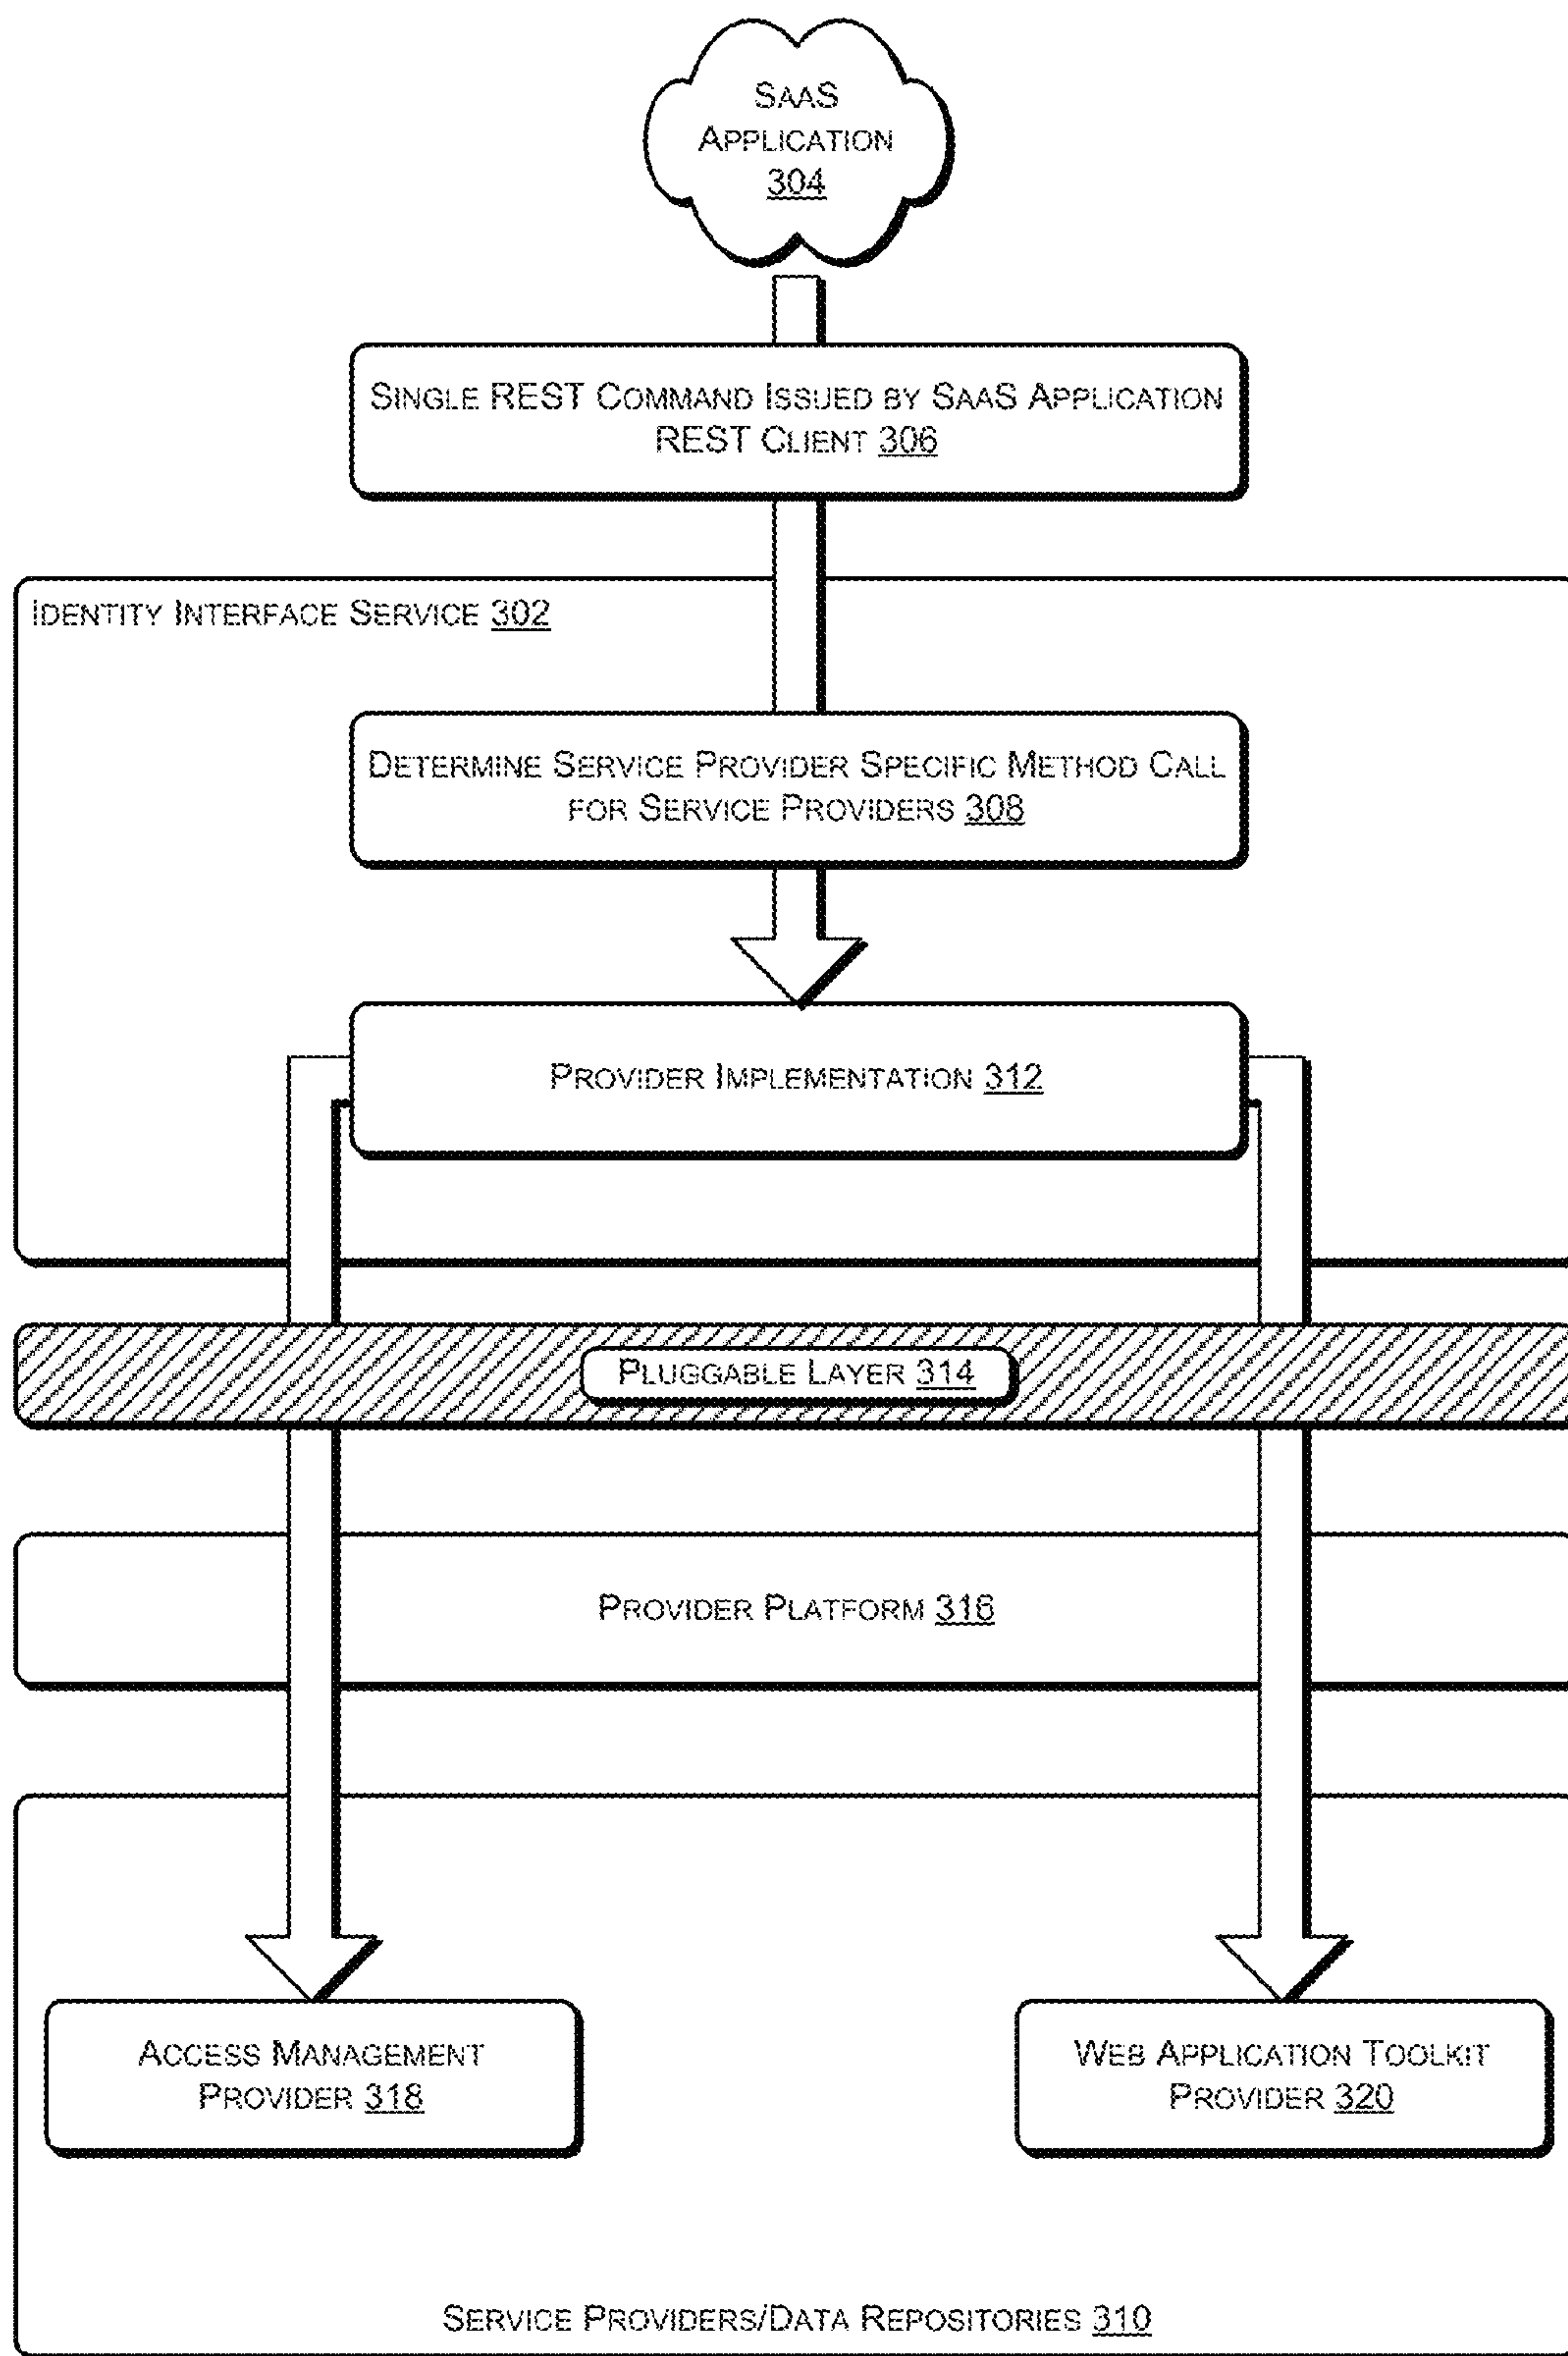 SAAS
APPLICATION
304
SINGLE REST COMMAND ISSUED BY SAAS APPLICATION
REST CLIENT 306
IDENTITY INTERFACE SERVICE 302
DETERMINE SERVICE PROVIDER SPECIFIC METHOD CALL
FOR SERVICE PROVIDERS 308
PROVIDER IMPLEMENTATION 312
PLUGGABLE LAYER 314
PROVIDER PLATFORM 316
ACCESS MANAGEMENT
PROVIDER 318
WEB APPLICATION TOOLKIT
PROVIDER 320
SERVICE PROVIDERS/DATA REPOSITORIES 310